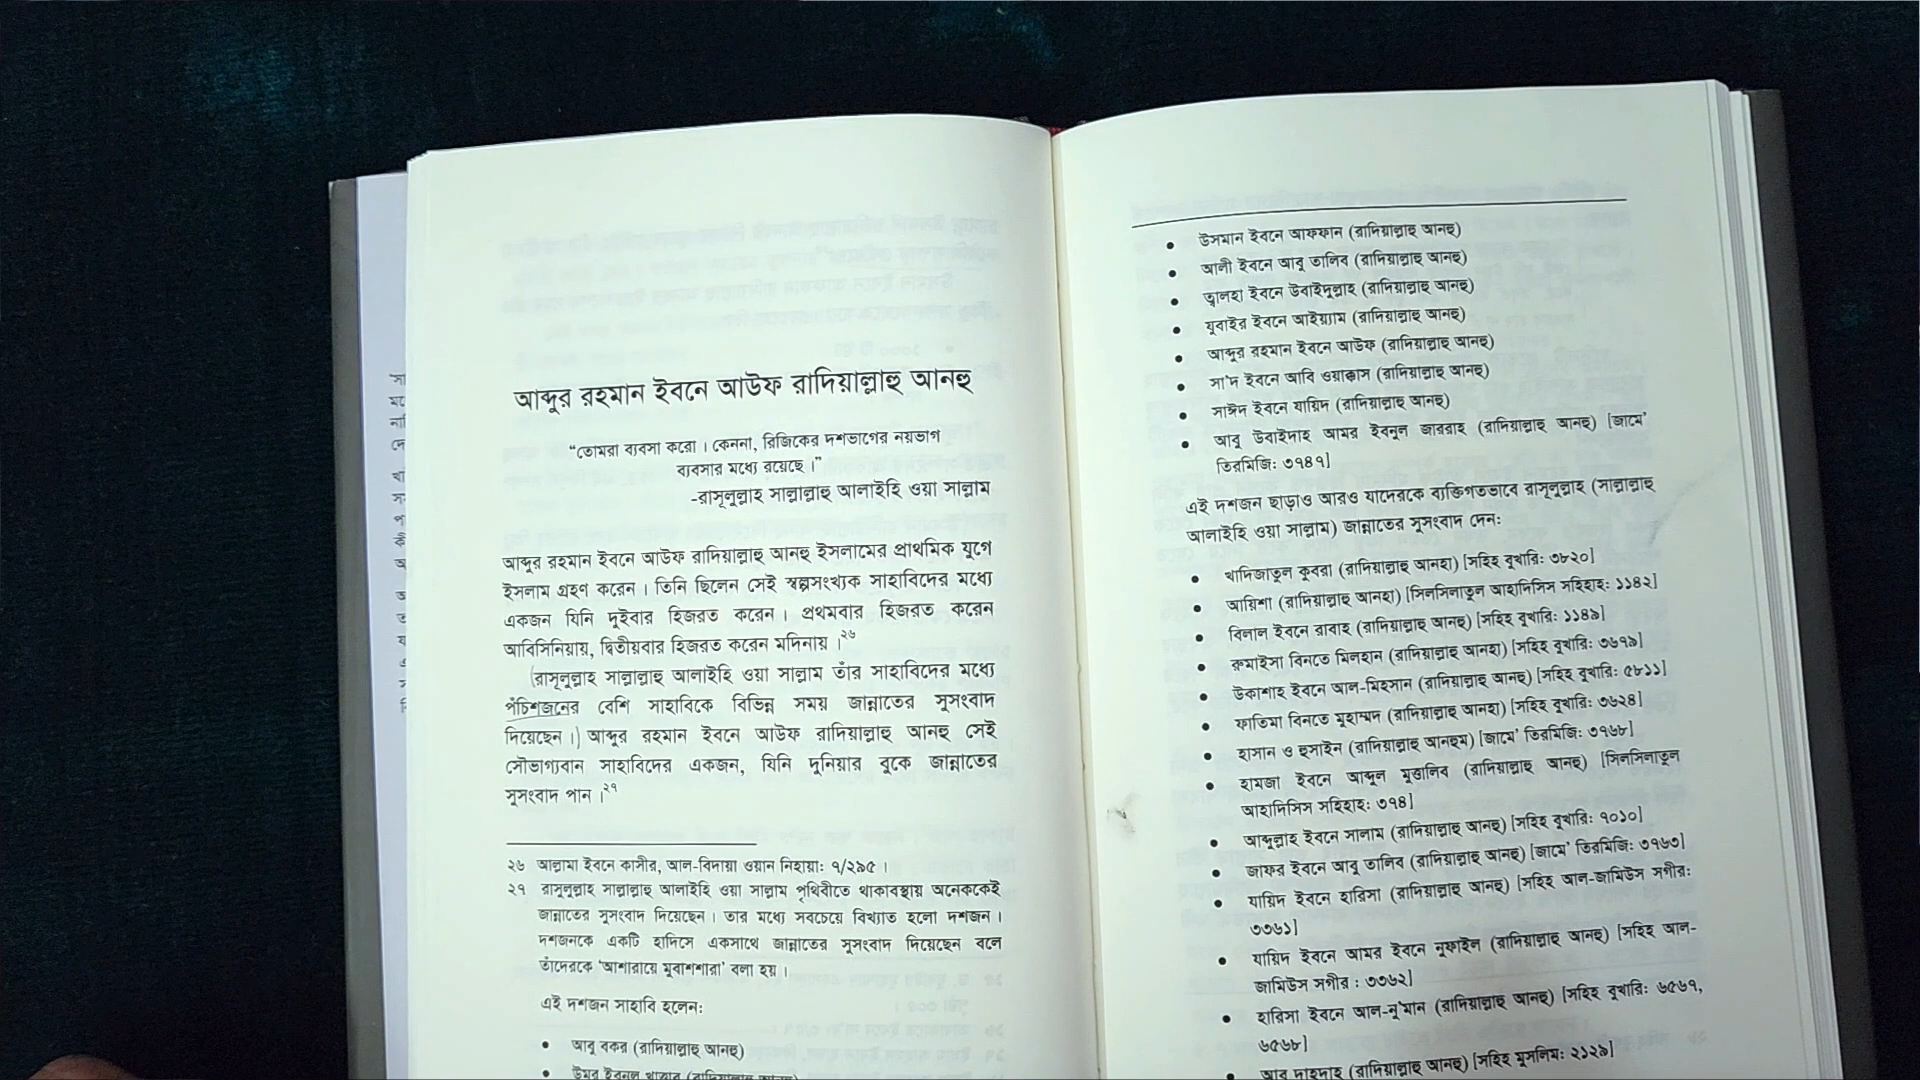 আব্দুর রহমান ইবনে আউফ রাদিয়াল্লাহু আনহু
“তোমরা ব্যবসা করো। কেননা, রিজিকের দশভাগের নয়ভাগ
ব্যবসার মধ্যে রয়েছে।”
-রাসূলুল্লাহ সাল্লাল্লাহু আলাইহি ওয়া সাল্লাম
আব্দুর রহমান ইবনে আউফ রাদিয়াল্লাহু আনহু ইসলামের প্রাথমিক যুগে
ইসলাম গ্রহণ করেন। তিনি ছিলেন সেই স্বল্পসংখ্যক সাহাবিদের মধ্যে
একজন যিনি দুইবার হিজরত করেন। প্রথমবার হিজরত করেন
আবিসিনিয়ায়, দ্বিতীয়বার হিজরত করেন মদিনায়।২৬
রাসূলুল্লাহ সাল্লাল্লাহু আলাইহি ওয়া সাল্লাম তাঁর সাহাবিদের মধ্যে
পঁচিশজনের বেশি সাহাবিকে বিভিন্ন সময় জান্নাতের সুসংবাদ
দিয়েছেন। আব্দুর রহমান ইবনে আউফ রাদিয়াল্লাহু আনহু সেই
সৌভাগ্যবান সাহাবিদের একজন, যিনি দুনিয়ার বুকে জান্নাতের
সুসংবাদ পান।২৭
২৬ আল্লামা ইবনে কাসীর, আল-বিদায়া ওয়ান নিহায়া: ৭/২৯৫।
২৭ রাসূলুল্লাহ সাল্লাল্লাহু আলাইহি ওয়া সাল্লাম পৃথিবীতে থাকাবস্থায় অনেককেই
জান্নাতের সুসংবাদ দিয়েছেন। তার মধ্যে সবচেয়ে বিখ্যাত হলো দশজন।
দশজনকে একটি হাদিসে একসাথে জান্নাতের সুসংবাদ দিয়েছেন বলে
তাঁদেরকে ‘আশারায়ে মুবাশশারা’ বলা হয়।
এই দশজন সাহাবি হলেন:
• আবু বকর (রাদিয়াল্লাহু আনহু)
• উমর ইবনুল খাত্তাব (রাদিয়াল্লাহু আনহু)
• উসমান ইবনে আফফান (রাদিয়াল্লাহু আনহু)
• আলী ইবনে আবু তালিব (রাদিয়াল্লাহু আনহু)
• ত্বালহা ইবনে উবাইদুল্লাহ (রাদিয়াল্লাহু আনহু)
• যুবাইর ইবনে আইয়্যাম (রাদিয়াল্লাহু আনহু)
• আব্দুর রহমান ইবনে আউফ (রাদিয়াল্লাহু আনহু)
• সা'দ ইবনে আবি ওয়াক্কাস (রাদিয়াল্লাহু আনহু)
• সাঈদ ইবনে যায়িদ (রাদিয়াল্লাহু আনহু)
• আবু উবাইদাহ আমর ইবনুল জাররাহ (রাদিয়াল্লাহু আনহু) [জামে'
তিরমিজি: ৩৭৪৭]
এই দশজন ছাড়াও আরও যাদেরকে ব্যক্তিগতভাবে রাসূলুল্লাহ (সাল্লাল্লাহু
আলাইহি ওয়া সাল্লাম) জান্নাতের সুসংবাদ দেন:
• খাদিজাতুল কুবরা (রাদিয়াল্লাহু আনহা) [সহিহ বুখারি: ৩৮২০]
• আয়িশা (রাদিয়াল্লাহু আনহা) [সিলসিলাতুল আহাদিসিস সহিহাহ: ১১৪২]
• বিলাল ইবনে রাবাহ (রাদিয়াল্লাহু আনহু) [সহিহ বুখারি: ১১৪৯]
• রুমাইসা বিনতে মিলহান (রাদিয়াল্লাহু আনহা) [সহিহ বুখারি: ৩৬৭৯]
• উকাশাহ ইবনে আল-মিহসান (রাদিয়াল্লাহু আনহু) [সহিহ বুখারি: ৫৮১১]
• ফাতিমা বিনতে মুহাম্মদ (রাদিয়াল্লাহু আনহা) [সহিহ বুখারি: ৩৬২৪]
• হাসান ও হুসাইন (রাদিয়াল্লাহু আনহুম) [জামে' তিরমিজি: ৩৭৬৮]
• হামজা ইবনে আব্দুল মুত্তালিব (রাদিয়াল্লাহু আনহু) [সিলসিলাতুল
আহাদিসিস সহিহাহ: ৩৭৪]
• আব্দুল্লাহ ইবনে সালাম (রাদিয়াল্লাহু আনহু) [সহিহ বুখারি: ৭০১০]
• জাফর ইবনে আবু তালিব (রাদিয়াল্লাহু আনহু) [জামে' তিরমিজি: ৩৭৬৩]
• যায়িদ ইবনে হারিসা (রাদিয়াল্লাহু আনহু) [সহিহ আল-জামিউস সগীর:
৩৩৬১]
• যায়িদ ইবনে আমর ইবনে নুফাইল (রাদিয়াল্লাহু আনহু) [সহিহ আল-
জামিউস সগীর : ৩৩৬২]
• হারিসা ইবনে আল-নু'মান (রাদিয়াল্লাহু আনহু) [সহিহ বুখারি: ৬৫৬৭,
৬৫৬৮]
• আবু দাহদাহ (রাদিয়াল্লাহু আনহু) [সহিহ মুসলিম: ২১২৯]